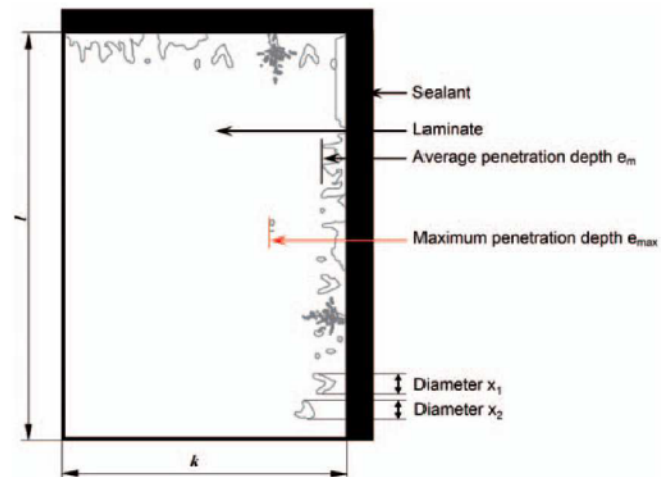 Sealant
Laminate
Average penetration depth eₘ
l
Maximum penetration depth eₘₐₓ
Diameter x₁
Diameter x₂
k